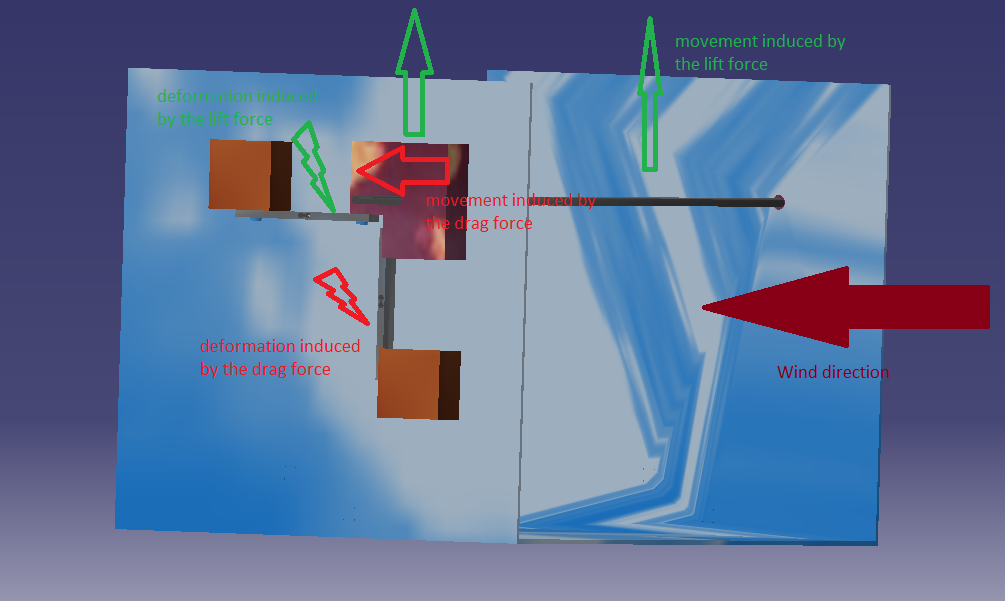 movement induced by
the lift force
deformation induced
by the lift force
movement induced by
the drag force
deformation induced
by the drag force
Wind direction